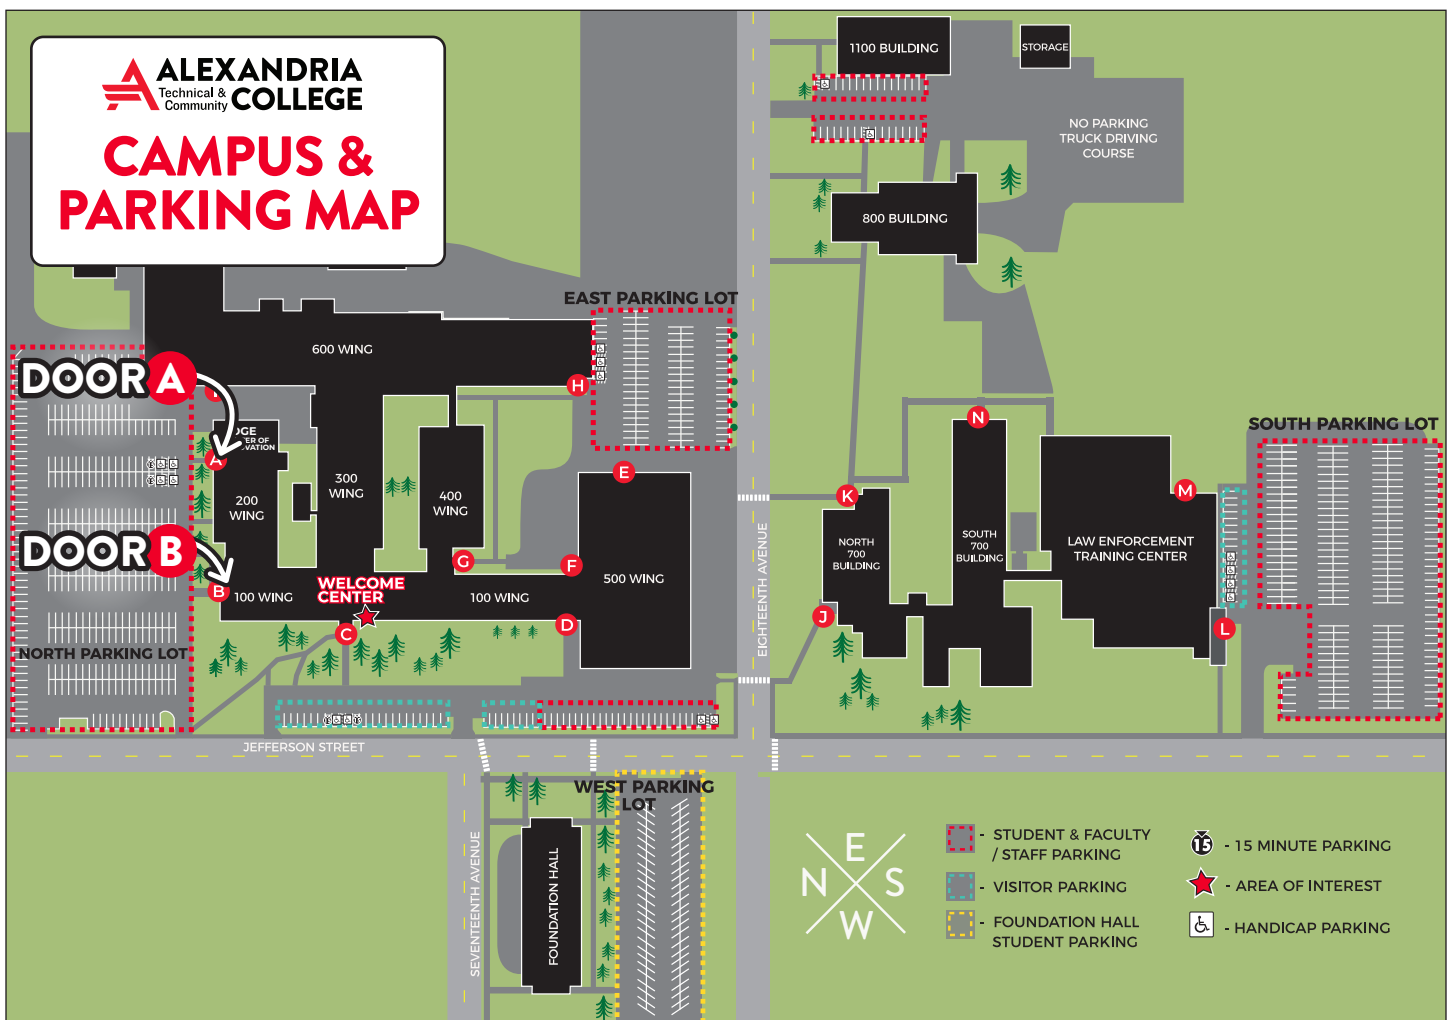 ALEXANDRIA
Technical &
Community
COLLEGE
CAMPUS &
PARKING MAP
1100 BUILDING
STORAGE
NO PARKING
TRUCK DRIVING
COURSE
800 BUILDING
EAST PARKING LOT
600 WING
DOOR A
H
A
200
WING
300
WING
400
WING
E
N
SOUTH PARKING LOT
K
M
DOOR B
G
F
500 WING
NORTH
700
BUILDING
SOUTH
700
BUILDING
LAW ENFORCEMENT
TRAINING CENTER
EIGHTEENTH AVENUE
B
100 WING
WELCOME
CENTER
100 WING
C
D
J
L
NORTH PARKING LOT
15
15
15
JEFFERSON STREET
WEST PARKING
LOT
SEVENTEENTH AVENUE
FOUNDATION HALL
E
N S
W
- STUDENT & FACULTY
/ STAFF PARKING
- VISITOR PARKING
- FOUNDATION HALL
STUDENT PARKING
15 - 15 MINUTE PARKING
- AREA OF INTEREST
- HANDICAP PARKING